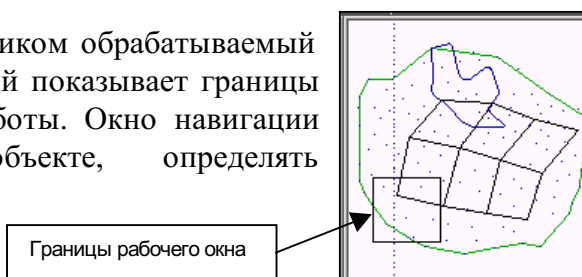 иком обрабатываемый
й показывает границы
боты. Окно навигации
бъекте, определять
Границы рабочего окна